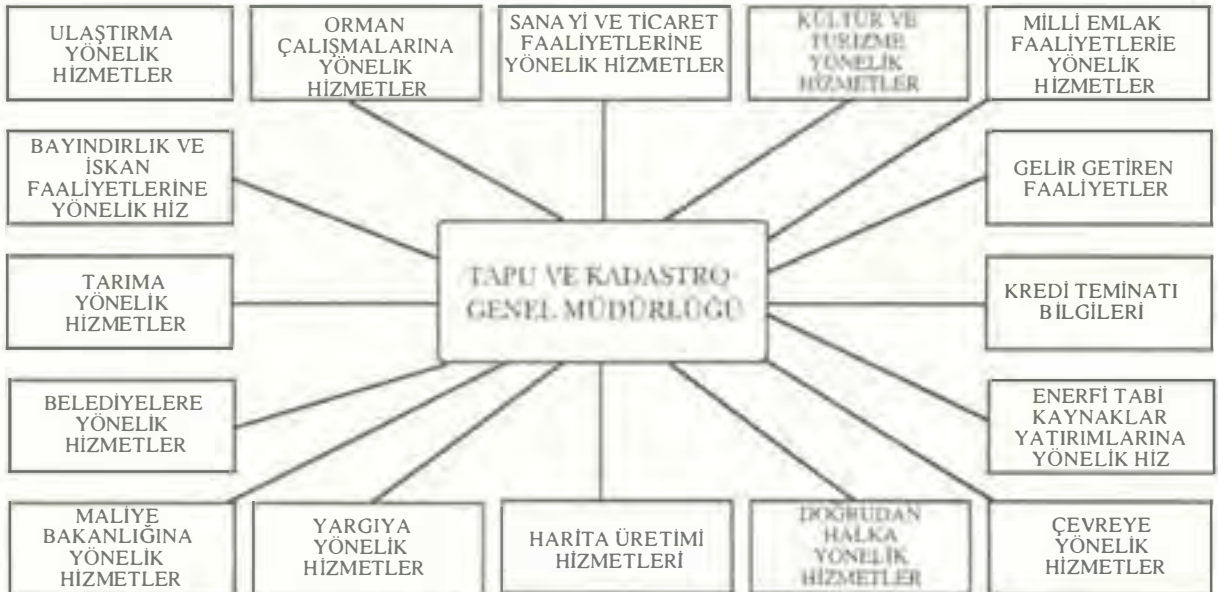 ULAŞTIRMA
YÖNELİK
HİZMETLER
ORMAN
ÇALIŞMALARINA
YÖNELIK
HİZMETLER
SANA Yİ VE TİCARET
FAALİYETLERİNE
YÖNELİK HİZMETLER
KÜLTÜR VE
TURIZME
YÖNELİK
HİZMETLER
MİLLİ EMLAK
FAALİYETLERİE
YÖNELİK
HİZMETLER
BAYINDIRLIK VE
İSKAN
FAALİYETLERİNE
YÖNELİK HİZ
GELİR GETİREN
FAALİYETLER
TAPU VE KADASTRO
GENEL MÜDÜRLÜĞÜ
TARIMA
YÖNELİK
HİZMETLER
KREDİ TEMİNATI
BİLGİLERİ
BELEDİYELERE
YÖNELİK
HİZMETLER
ENERFİ TABİ
KAYNAKLAR
YATIRIMLARINA
YÖNELİK HİZ
MALİYE
BAKANLIĞINA
YÖNELİK
HİZMETLER
YARGIYA
YÖNELİK
HİZMETLER
HARİTA ÜRETİMİ
HİZMETLERİ
DOĞRUDAN
HALKA
YÖNELİK
HİZMETLER
ÇEVREYE
YÖNELİK
HİZMETLER